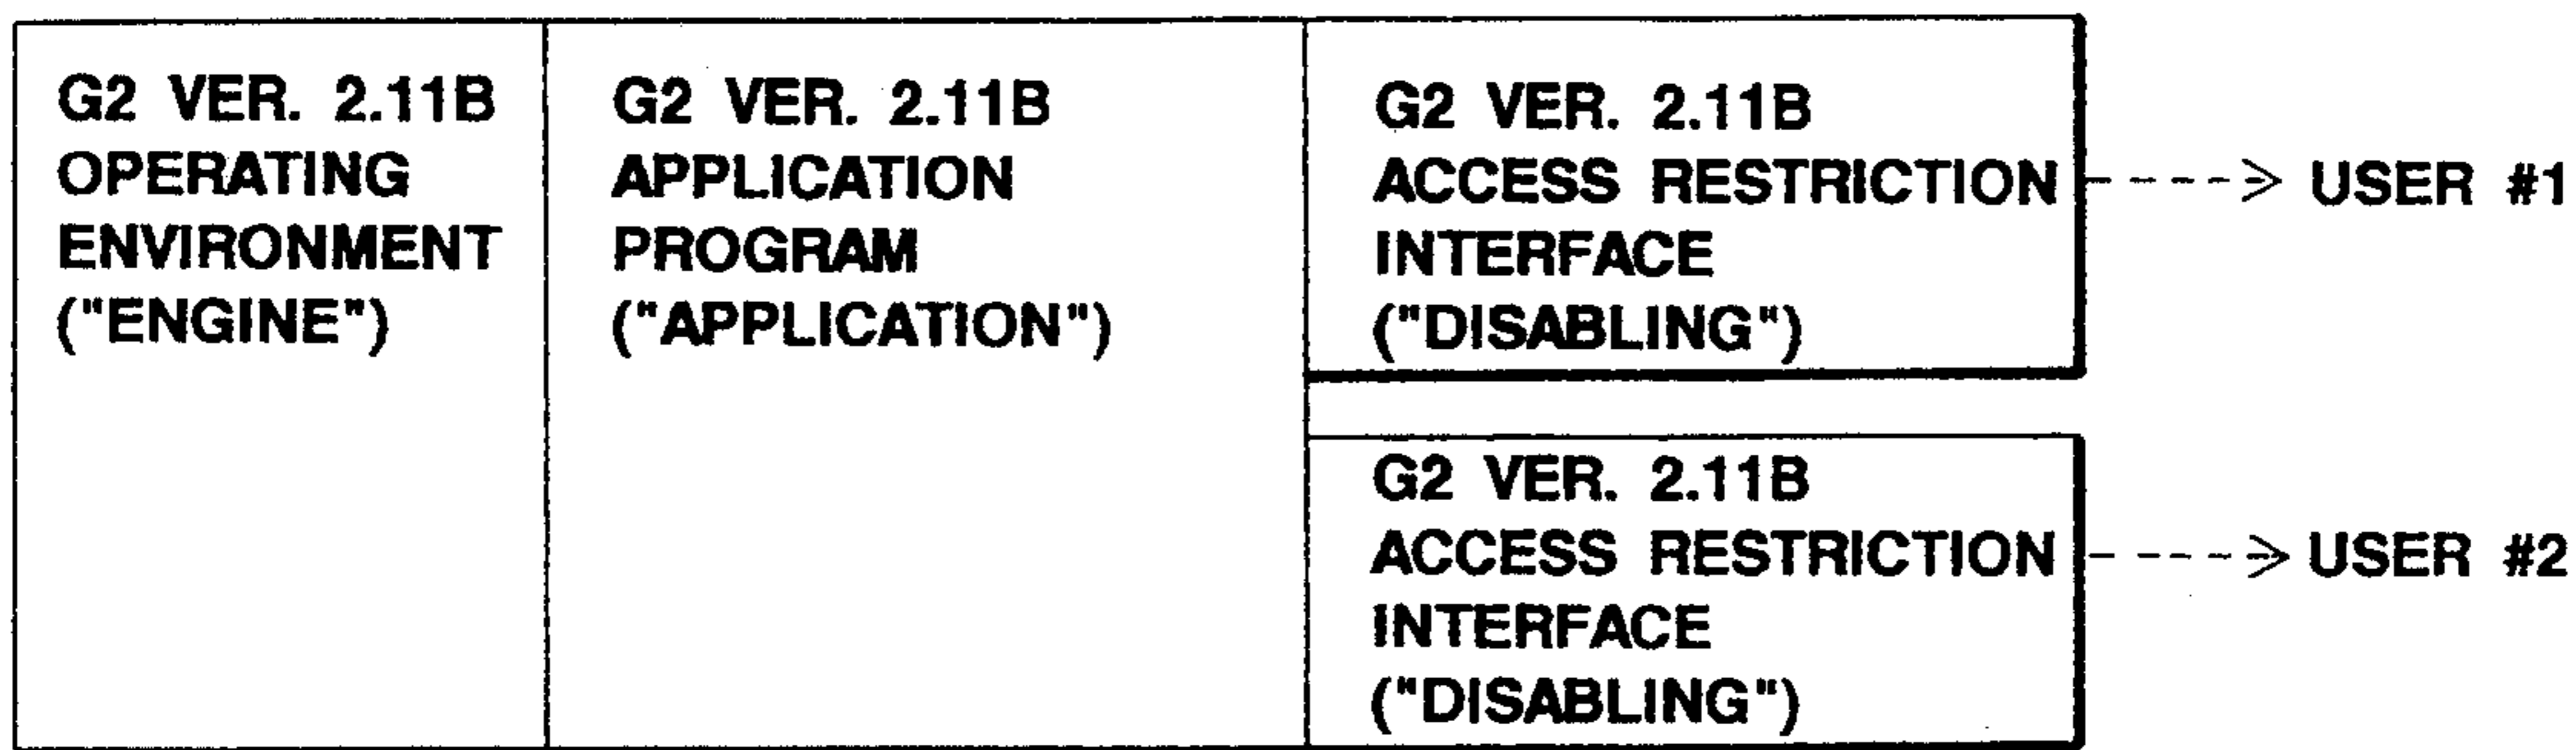 G2 VER. 2.11B
OPERATING
ENVIRONMENT
("ENGINE")
G2 VER. 2.11B
APPLICATION
PROGRAM
("APPLICATION")
G2 VER. 2.11B
ACCESS RESTRICTION
INTERFACE
("DISABLING")
USER #1
G2 VER. 2.11B
ACCESS RESTRICTION
INTERFACE
("DISABLING")
USER #2